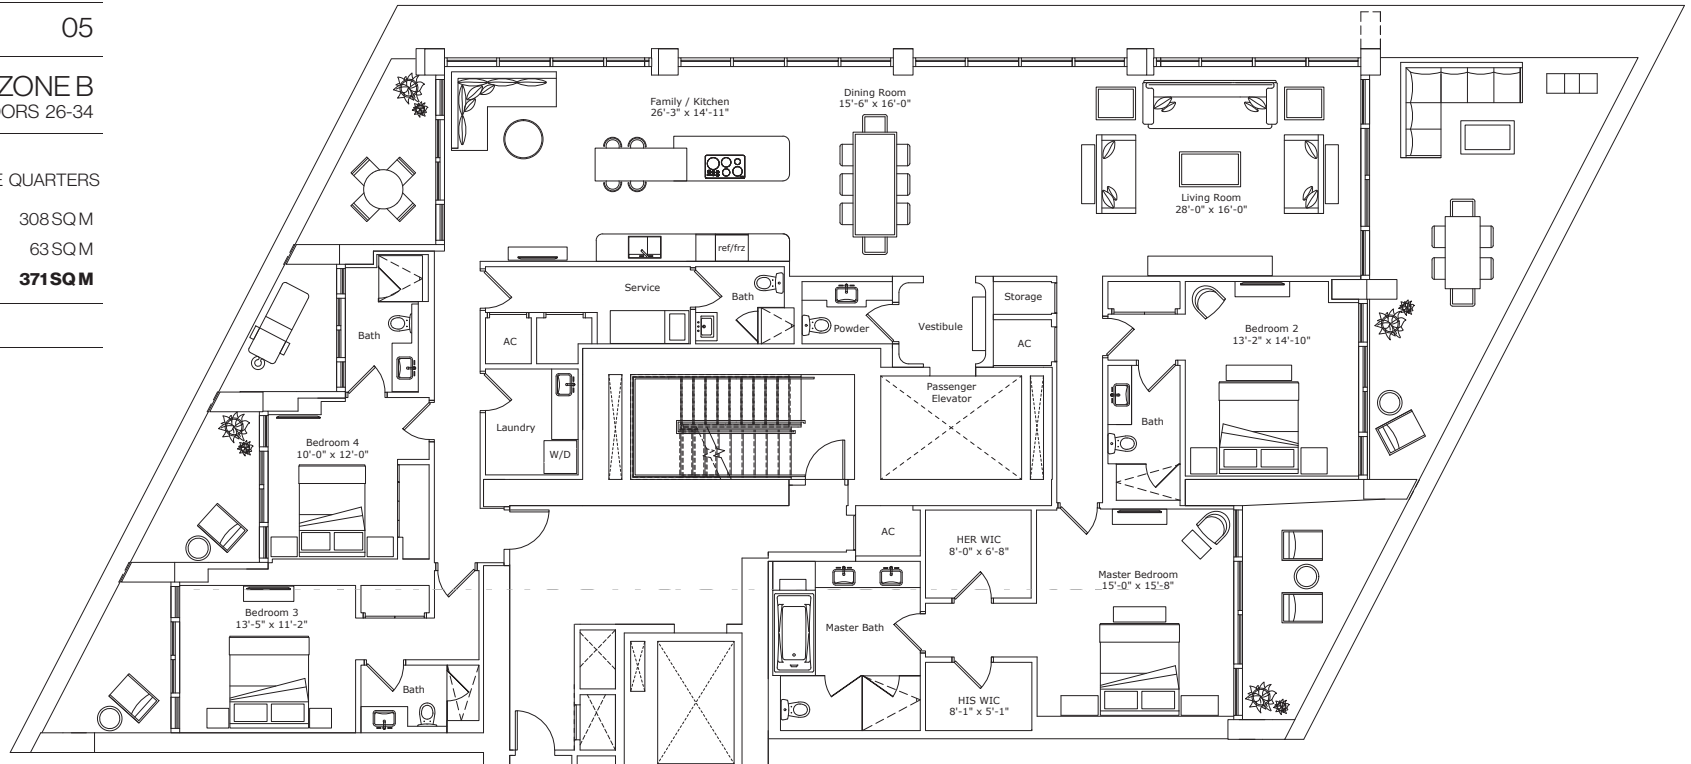 05
ZONE B
ORS 26-34
QUARTERS
308 SQ M
63 SQ M
371 SQ M
Family / Kitchen
26'-3" x 14'-11"
Dining Room
15'-6" x 16'-0"
Living Room
28'-0" x 16'-0"
ref/frz
Service
Bath
Powder
Vestibule
Storage
AC
AC
Bath
Bedroom 2
13'-2" x 14'-10"
Passenger
Elevator
Bath
Laundry
W/D
Bedroom 4
10'-0" x 12'-0"
AC
HER WIC
8'-0" x 6'-8"
Master Bedroom
15'-0" x 15'-8"
Bedroom 3
13'-5" x 11'-2"
Master Bath
Bath
HIS WIC
8'-1" x 5'-1"